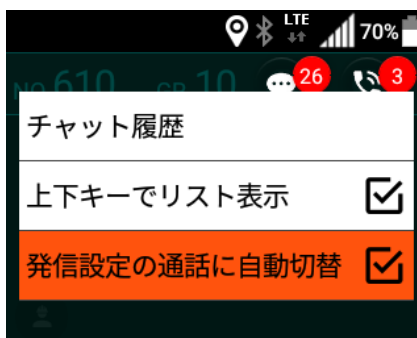 LTE 70%
NO 610 GR 10 26 3
チャット履歴
上下キーでリスト表示
発信設定の通話に自動切替